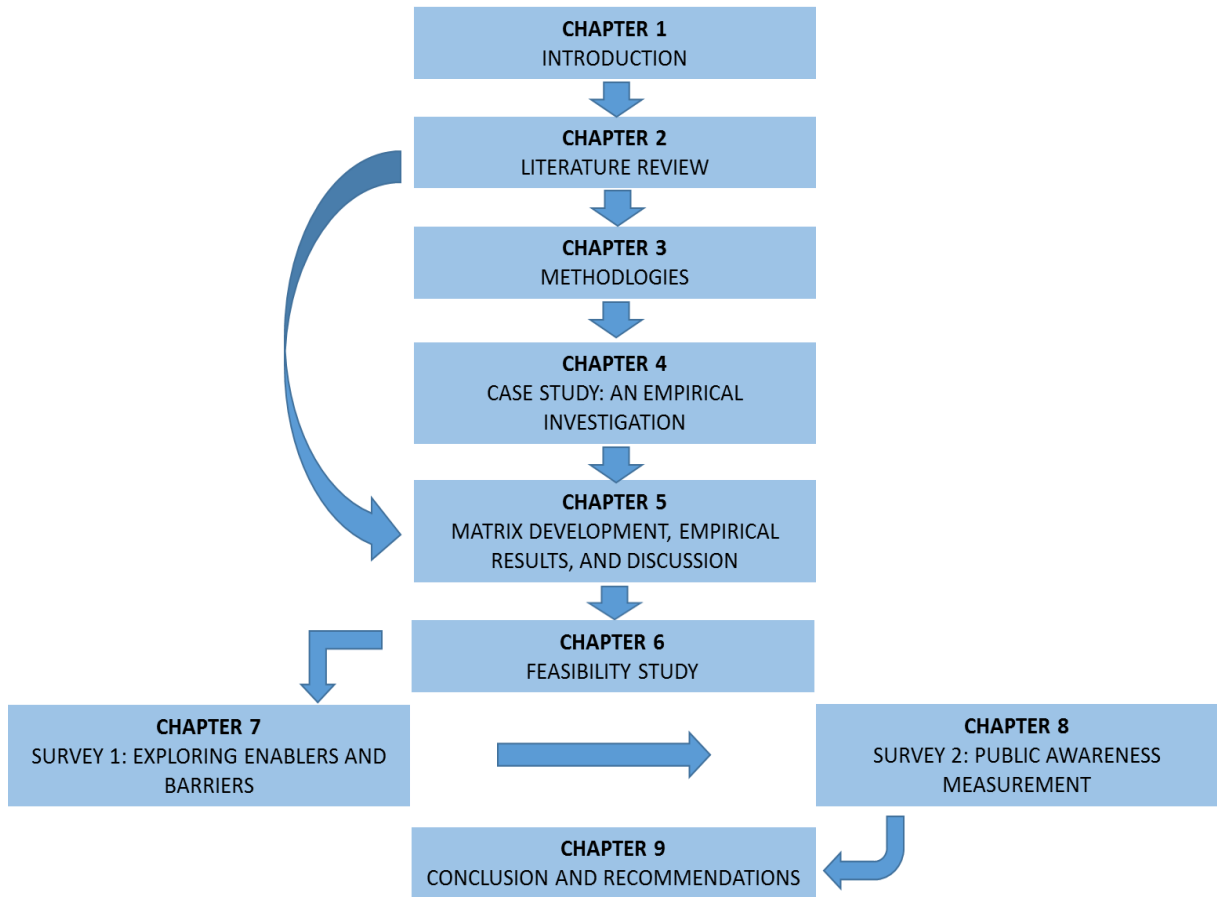 CHAPTER 1
INTRODUCTION
CHAPTER 2
LITERATURE REVIEW
CHAPTER 3
METHODLOGIES
CHAPTER 4
CASE STUDY: AN EMPIRICAL
INVESTIGATION
CHAPTER 5
MATRIX DEVELOPMENT, EMPIRICAL
RESULTS, AND DISCUSSION
CHAPTER 6
FEASIBILITY STUDY
CHAPTER 7
SURVEY 1: EXPLORING ENABLERS AND
BARRIERS
CHAPTER 8
SURVEY 2: PUBLIC AWARENESS
MEASUREMENT
CHAPTER 9
CONCLUSION AND RECOMMENDATIONS